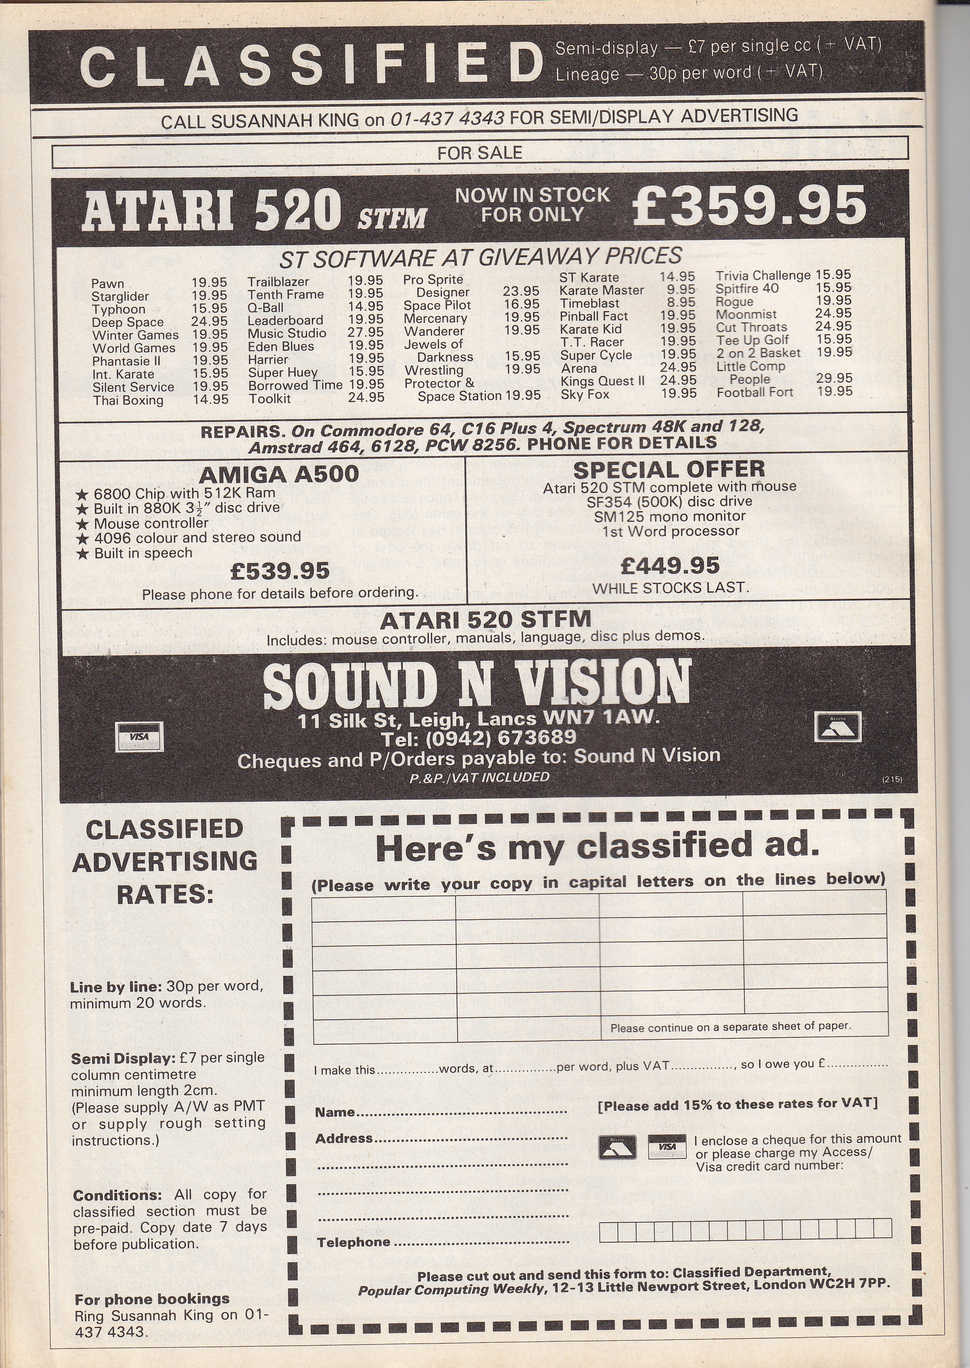 CLASSIFIED
Semi-display — £7 per single cc (+ VAT)
Lineage — 30p per word (+ VAT)
CALL SUSANNAH KING on 01-437 4343 FOR SEMI/DISPLAY ADVERTISING
FOR SALE
ATARI 520 STFM
NOW IN STOCK
FOR ONLY
£359.95
ST SOFTWARE AT GIVEAWAY PRICES
Pawn 19.95
Starglider 19.95
Typhoon 15.95
Deep Space 24.95
Winter Games 19.95
World Games 19.95
Phantasie II 19.95
Int. Karate 15.95
Silent Service 19.95
Thai Boxing 14.95
Trailblazer 19.95
Tenth Frame 19.95
Q-Ball 14.95
Leaderboard 19.95
Music Studio 27.95
Eden Blues 19.95
Harrier 19.95
Super Huey 15.95
Borrowed Time 19.95
Toolkit 24.95
Pro Sprite
Designer 23.95
Space Pilot 16.95
Mercenary 19.95
Wanderer 19.95
Jewels of
Darkness 15.95
Wrestling 19.95
Protector &
Space Station 19.95
ST Karate 14.95
Karate Master 9.95
Timeblast 8.95
Pinball Fact 19.95
Karate Kid 19.95
T.T. Racer 19.95
Super Cycle 19.95
Arena 24.95
Kings Quest II 24.95
Sky Fox 19.95
Trivia Challenge 15.95
Spitfire 40 15.95
Rogue 19.95
Moonmist 24.95
Cut Throats 24.95
Tee Up Golf 15.95
2 on 2 Basket 19.95
Little Comp
People 29.95
Football Fort 19.95
REPAIRS. On Commodore 64, C16 Plus 4, Spectrum 48K and 128,
Amstrad 464, 6128, PCW 8256. PHONE FOR DETAILS
AMIGA A500
★ 6800 Chip with 512K Ram
★ Built in 880K 3½″ disc drive
★ Mouse controller
★ 4096 colour and stereo sound
★ Built in speech
£539.95
Please phone for details before ordering.
SPECIAL OFFER
Atari 520 STM complete with mouse
SF354 (500K) disc drive
SM125 mono monitor
1st Word processor
£449.95
WHILE STOCKS LAST.
ATARI 520 STFM
Includes: mouse controller, manuals, language, disc plus demos.
SOUND N VISION
11 Silk St, Leigh, Lancs WN7 1AW.
Tel: (0942) 673689
Cheques and P/Orders payable to: Sound N Vision
P.&P./VAT INCLUDED
VISA
Access
(215)
CLASSIFIED
ADVERTISING
RATES:
Line by line: 30p per word,
minimum 20 words.
Semi Display: £7 per single
column centimetre
minimum length 2cm.
(Please supply A/W as PMT
or supply rough setting
instructions.)
Conditions: All copy for
classified section must be
pre-paid. Copy date 7 days
before publication.
For phone bookings
Ring Susannah King on 01-
437 4343.
Here's my classified ad.
(Please write your copy in capital letters on the lines below)
Please continue on a separate sheet of paper.
I make this................words, at................per word, plus VAT................, so I owe you £................
Name
Address
Telephone
[Please add 15% to these rates for VAT]
Access
VISA
I enclose a cheque for this amount
or please charge my Access/
Visa credit card number:
Please cut out and send this form to: Classified Department,
Popular Computing Weekly, 12-13 Little Newport Street, London WC2H 7PP.